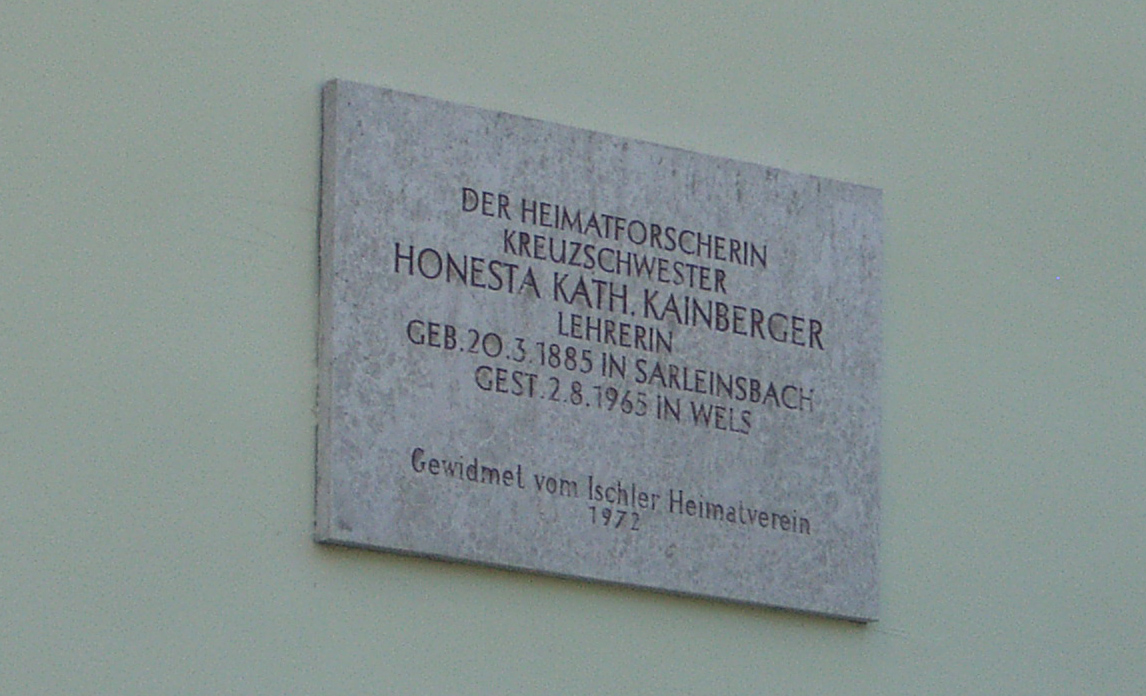 DER HEIMATFORSCHERIN
KREUZSCHWESTER
HONESTA KATH. KAINBERGER
LEHRERIN
GEB. 20.3.1885 IN SARLEINSBACH
GEST. 2.8.1965 IN WELS
Gewidmet vom Ischler Heimatverein
1972